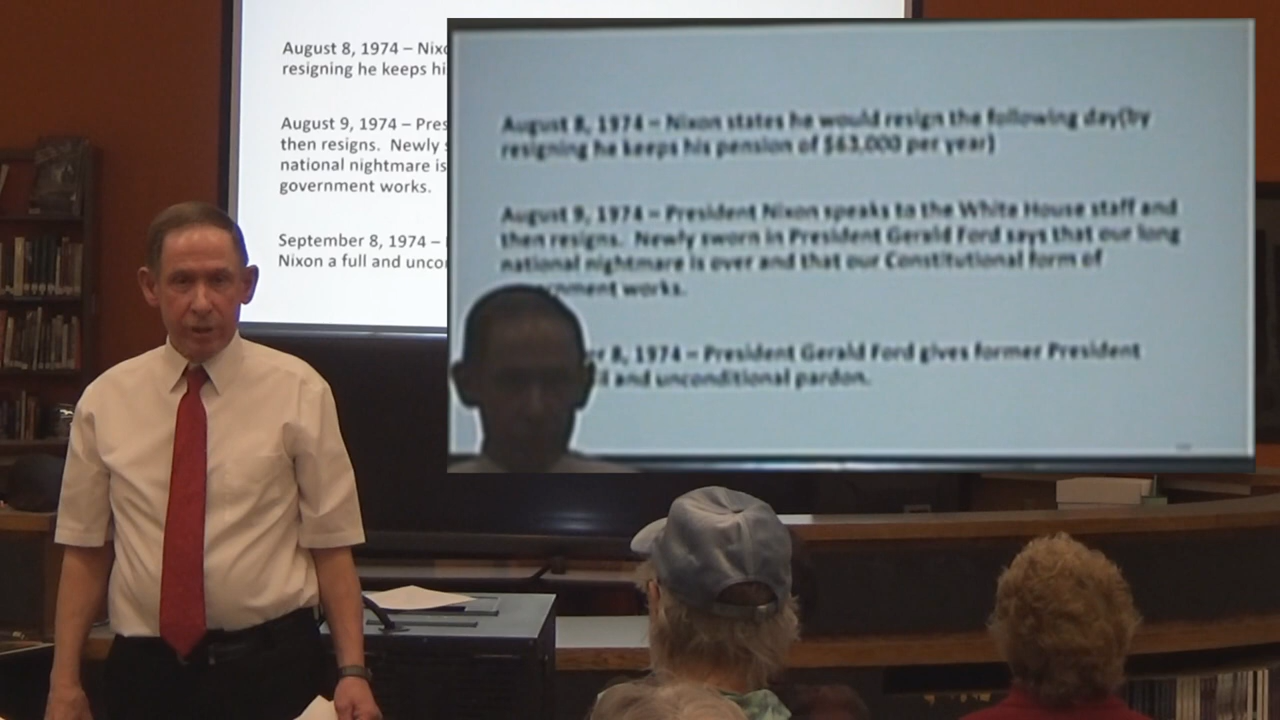 August 8, 1974 – Nixo
resigning he keeps hi
August 9, 1974 – Pres
then resigns. Newly s
national nightmare is
government works.
September 8, 1974 –
Nixon a full and uncon
August 8, 1974 – Nixon states he would resign the following day(by
resigning he keeps his pension of $63,000 per year)
August 9, 1974 – President Nixon speaks to the White House staff and
then resigns. Newly sworn in President Gerald Ford says that our long
national nightmare is over and that our Constitutional form of
ernment works.
er 8, 1974 – President Gerald Ford gives former President
ll and unconditional pardon.